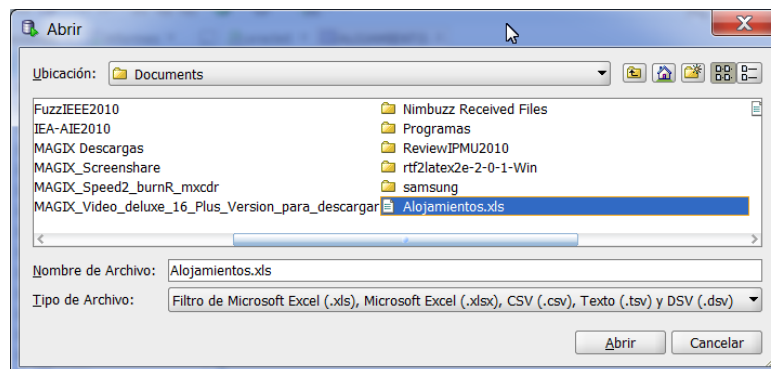 Abrir
Ubicación: Documents
FuzzIEEE2010
IEA-AIE2010
MAGIX Descargas
MAGIX_Screenshare
MAGIX_Speed2_burnR_mxcdr
MAGIX_Video_deluxe_16_Plus_Version_para_descargar
Nimbuzz Received Files
Programas
ReviewIPMU2010
rtf2latex2e-2-0-1-Win
samsung
Alojamientos.xls
Nombre de Archivo: Alojamientos.xls
Tipo de Archivo: Filtro de Microsoft Excel (.xls), Microsoft Excel (.xlsx), CSV (.csv), Texto (.tsv) y DSV (.dsv)
Abrir Cancelar